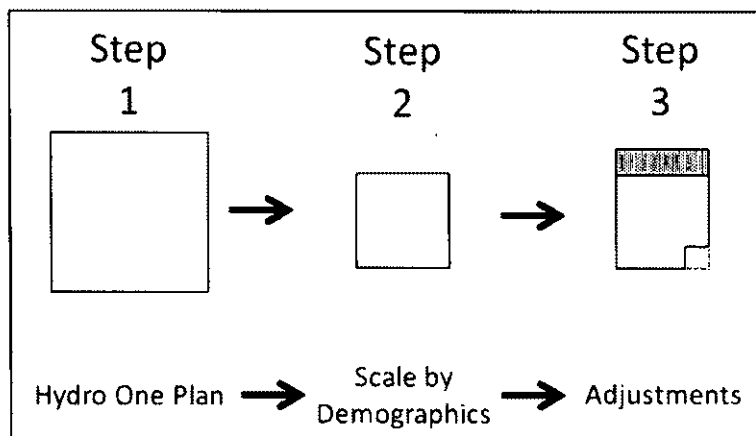 Step
1
Step
2
Step
3
Hydro One Plan
Scale by
Demographics
Adjustments